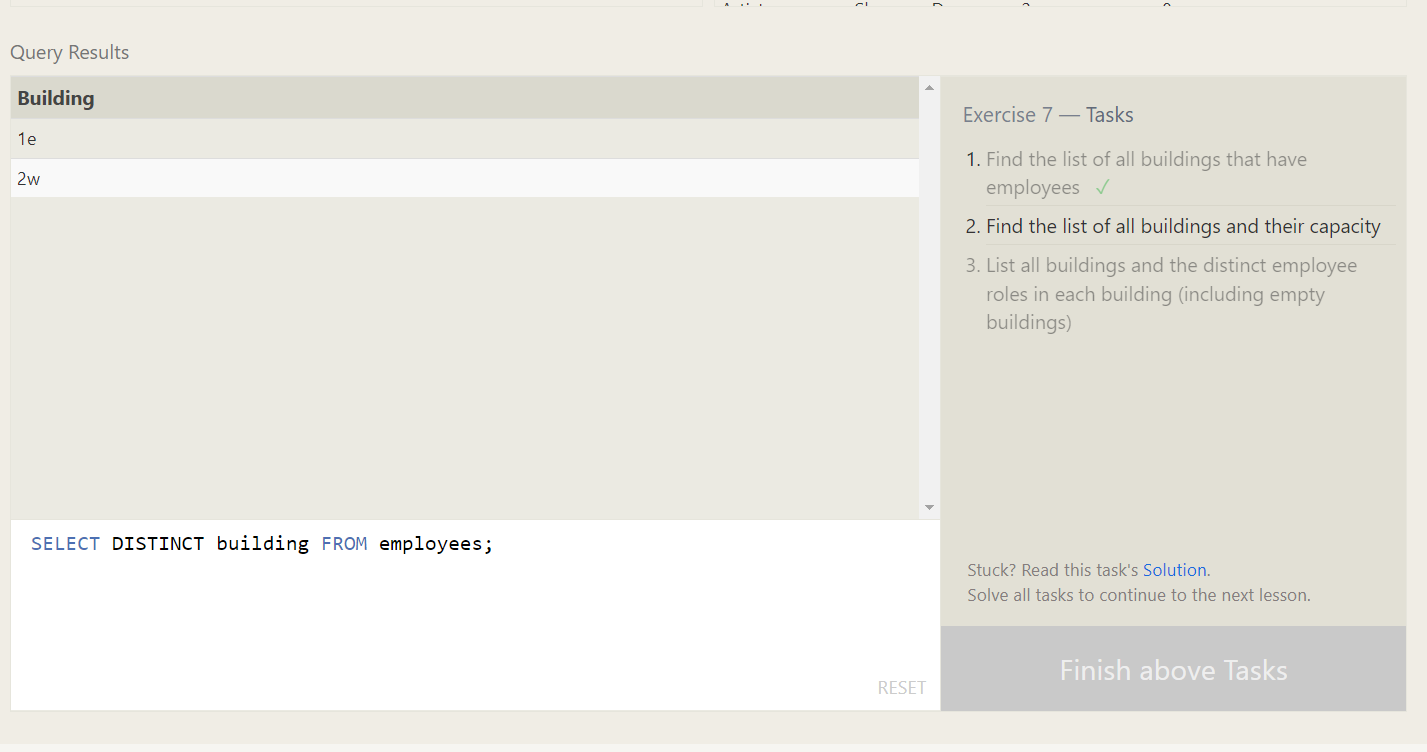 Query Results
Building
1e
2w
SELECT DISTINCT building FROM employees;
RESET
Exercise 7 — Tasks
1. Find the list of all buildings that have
employees ✓
2. Find the list of all buildings and their capacity
3. List all buildings and the distinct employee
roles in each building (including empty
buildings)
Stuck? Read this task's Solution.
Solve all tasks to continue to the next lesson.
Finish above Tasks